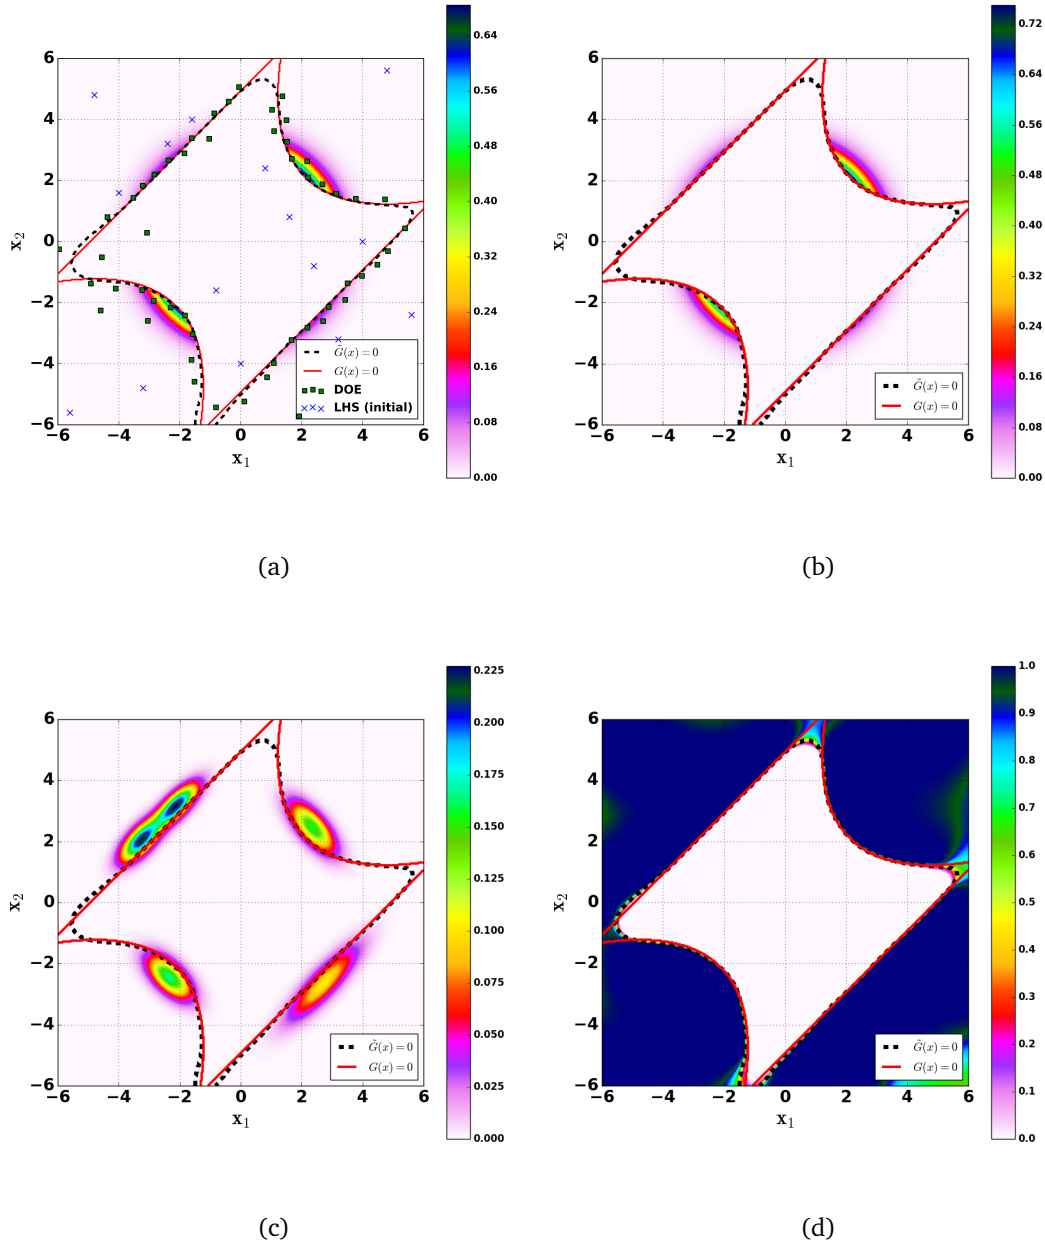 6
4
2
0
−2
−4
−6
−6 −4 −2 0 2 4 6
x₂
x₁
G̃(x) = 0
G(x) = 0
DOE
LHS (initial)
0.64
0.56
0.48
0.40
0.32
0.24
0.16
0.08
0.00
(a)
6
4
2
0
−2
−4
−6
−6 −4 −2 0 2 4 6
x₂
x₁
G̃(x) = 0
G(x) = 0
0.72
0.64
0.56
0.48
0.40
0.32
0.24
0.16
0.08
0.00
(b)
6
4
2
0
−2
−4
−6
−6 −4 −2 0 2 4 6
x₂
x₁
G̃(x) = 0
G(x) = 0
0.225
0.200
0.175
0.150
0.125
0.100
0.075
0.050
0.025
0.000
(c)
6
4
2
0
−2
−4
−6
−6 −4 −2 0 2 4 6
x₂
x₁
G̃(x) = 0
G(x) = 0
1.0
0.9
0.8
0.7
0.6
0.5
0.4
0.3
0.2
0.1
0.0
(d)